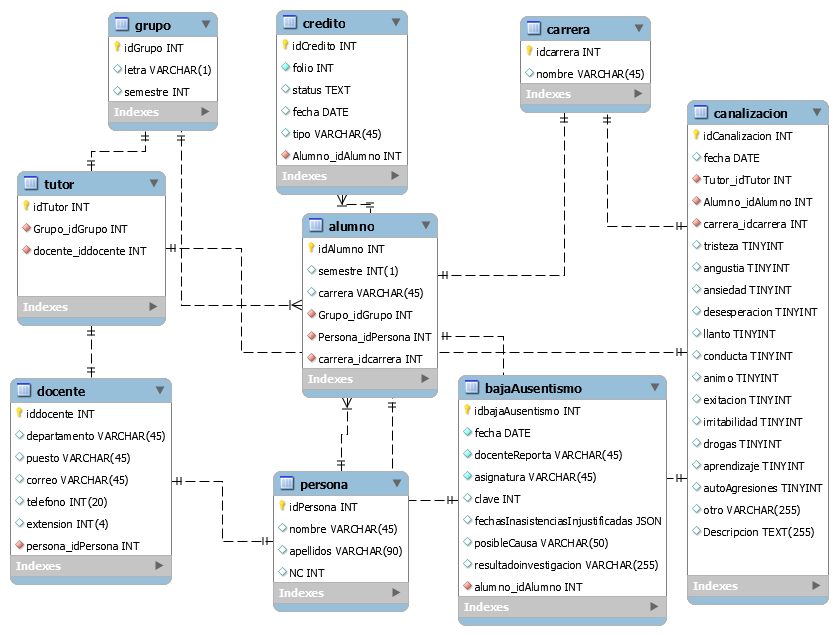 grupo
idGrupo INT
letra VARCHAR(1)
semestre INT
Indexes
credito
idCredito INT
folio INT
status TEXT
fecha DATE
tipo VARCHAR(45)
Alumno_idAlumno INT
Indexes
carrera
idcarrera INT
nombre VARCHAR(45)
Indexes
canalizacion
idCanalizacion INT
fecha DATE
Tutor_idTutor INT
Alumno_idAlumno INT
carrera_idcarrera INT
tristeza TINYINT
angustia TINYINT
ansiedad TINYINT
desesperacion TINYINT
llanto TINYINT
conducta TINYINT
animo TINYINT
exitacion TINYINT
irritabilidad TINYINT
drogas TINYINT
aprendizaje TINYINT
autoAgresiones TINYINT
otro VARCHAR(255)
Descripcion TEXT(255)
Indexes
tutor
idTutor INT
Grupo_idGrupo INT
docente_iddocente INT
Indexes
alumno
idAlumno INT
semestre INT(1)
carrera VARCHAR(45)
Grupo_idGrupo INT
Persona_idPersona INT
carrera_idcarrera INT
Indexes
docente
iddocente INT
departamento VARCHAR(45)
puesto VARCHAR(45)
correo VARCHAR(45)
telefono INT(20)
extension INT(4)
persona_idPersona INT
Indexes
persona
idPersona INT
nombre VARCHAR(45)
apellidos VARCHAR(90)
NC INT
Indexes
bajaAusentismo
idbajaAusentismo INT
fecha DATE
docenteReporta VARCHAR(45)
asignatura VARCHAR(45)
clave INT
fechasInasistenciasInjustificadas JSON
posibleCausa VARCHAR(50)
resultadoinvestigacion VARCHAR(255)
alumno_idAlumno INT
Indexes